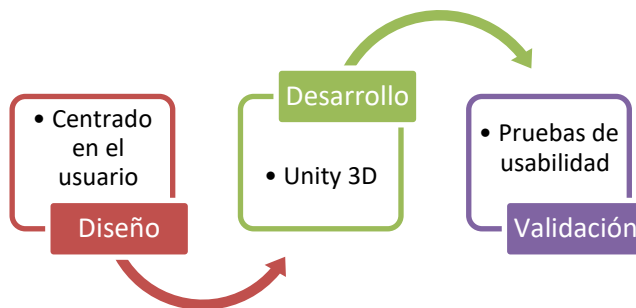 • Centrado
en el
usuario
Diseño
Desarrollo
• Unity 3D
• Pruebas de
usabilidad
Validación